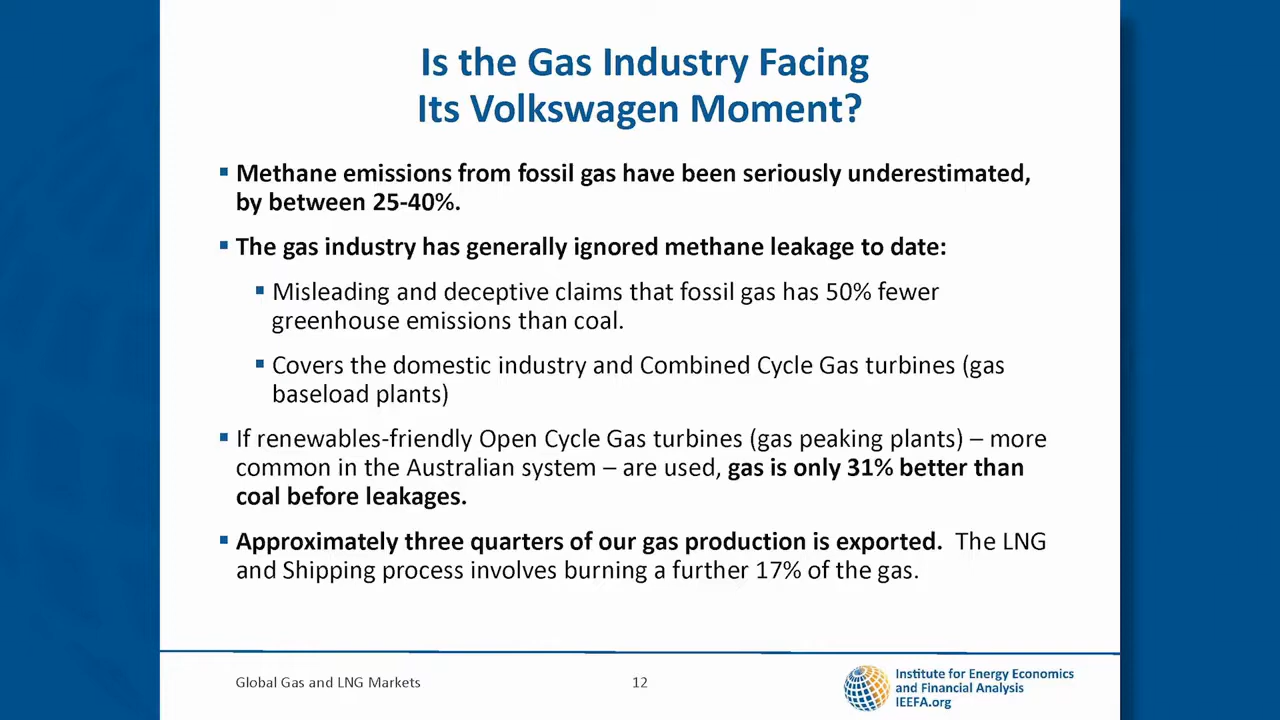 Is the Gas Industry Facing
Its Volkswagen Moment?
▪ Methane emissions from fossil gas have been seriously underestimated,
by between 25-40%.
▪ The gas industry has generally ignored methane leakage to date:
▪ Misleading and deceptive claims that fossil gas has 50% fewer
greenhouse emissions than coal.
▪ Covers the domestic industry and Combined Cycle Gas turbines (gas
baseload plants)
▪ If renewables-friendly Open Cycle Gas turbines (gas peaking plants) – more
common in the Australian system – are used, gas is only 31% better than
coal before leakages.
▪ Approximately three quarters of our gas production is exported. The LNG
and Shipping process involves burning a further 17% of the gas.
Global Gas and LNG Markets
12
Institute for Energy Economics
and Financial Analysis
IEEFA.org